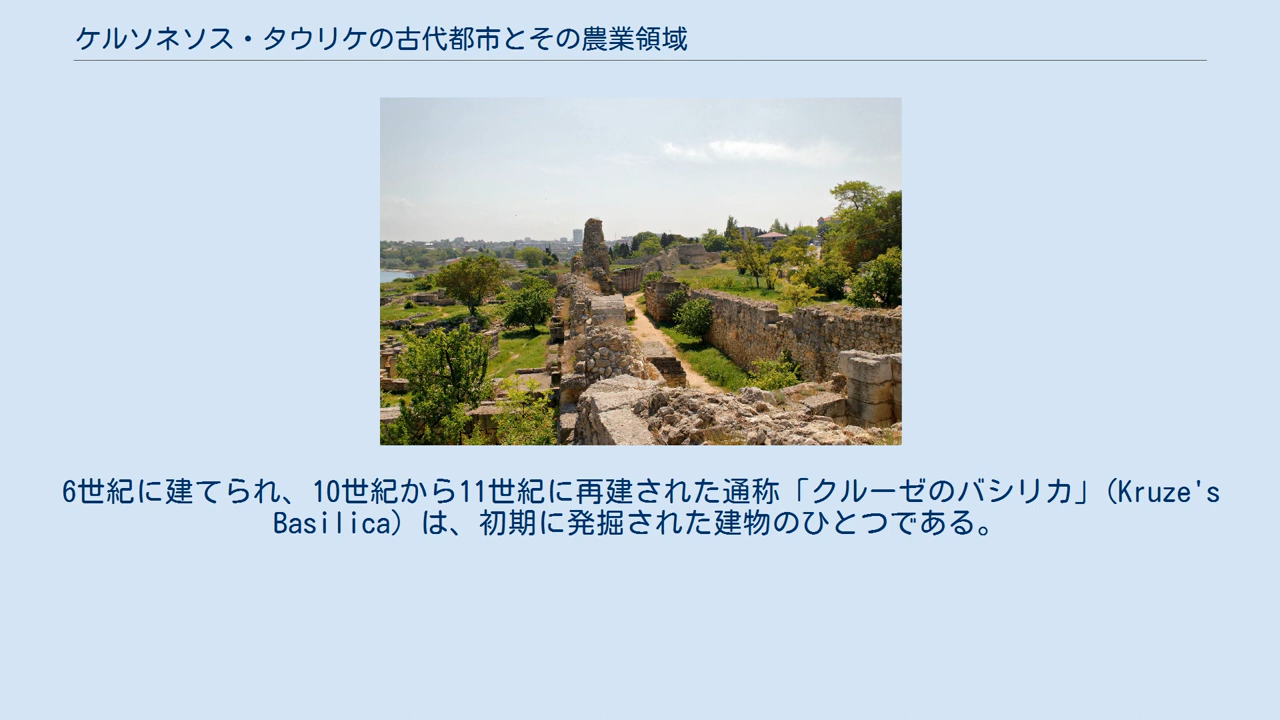 ケルソネソス・タウリケの古代都市とその農業領域
6世紀に建てられ、10世紀から11世紀に再建された通称「クルーゼのバシリカ」(Kruze's
Basilica) は、初期に発掘された建物のひとつである。